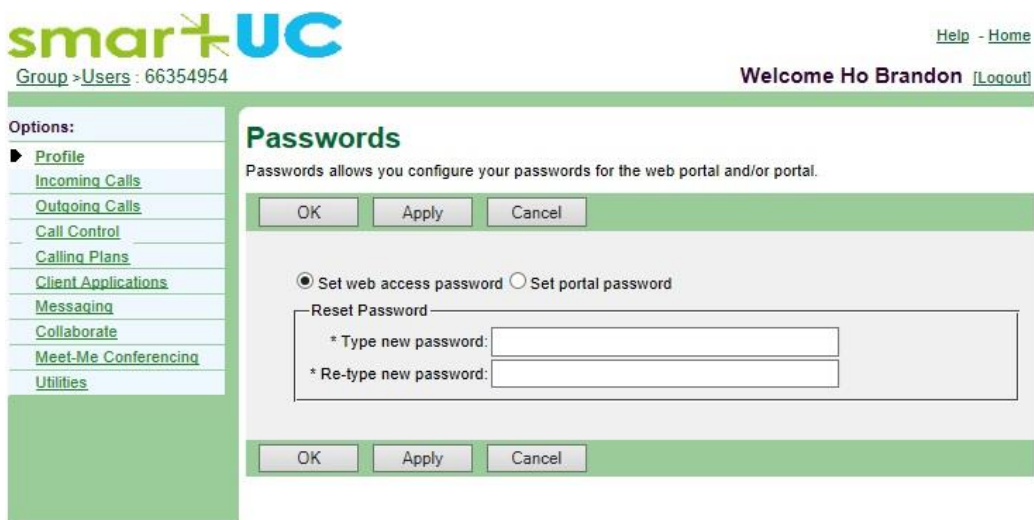 smartUC
Help - Home
Group >Users : 66354954
Welcome Ho Brandon [Logout]
Options:
Profile
Incoming Calls
Outgoing Calls
Call Control
Calling Plans
Client Applications
Messaging
Collaborate
Meet-Me Conferencing
Utilities
Passwords
Passwords allows you configure your passwords for the web portal and/or portal.
OK Apply Cancel
Set web access password Set portal password
Reset Password
* Type new password:
* Re-type new password:
OK Apply Cancel